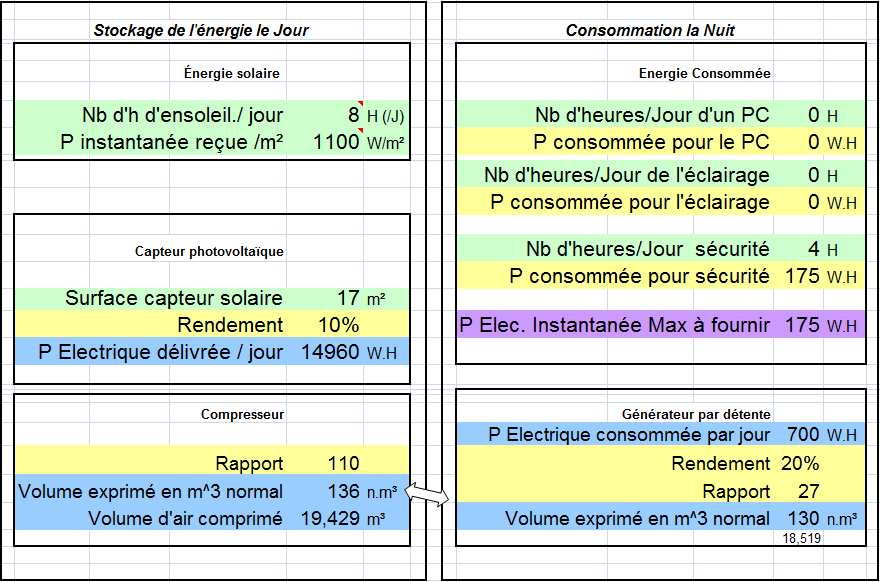 Stockage de l'énergie le Jour
Énergie solaire
Nb d'h d'ensoleil./ jour 8 H (/J)
P instantanée reçue /m² 1100 W/m²
Capteur photovoltaïque
Surface capteur solaire 17 m²
Rendement 10%
P Electrique délivrée / jour 14960 W.H
Compresseur
Rapport 110
Volume exprimé en m^3 normal 136 n.m³
Volume d'air comprimé 19,429 m³
Consommation la Nuit
Energie Consommée
Nb d'heures/Jour d'un PC 0 H
P consommée pour le PC 0 W.H
Nb d'heures/Jour de l'éclairage 0 H
P consommée pour l'éclairage 0 W.H
Nb d'heures/Jour sécurité 4 H
P consommée pour sécurité 175 W.H
P Elec. Instantanée Max à fournir 175 W.H
Générateur par détente
P Electrique consommée par jour 700 W.H
Rendement 20%
Rapport 27
Volume exprimé en m^3 normal 130 n.m³
18,519